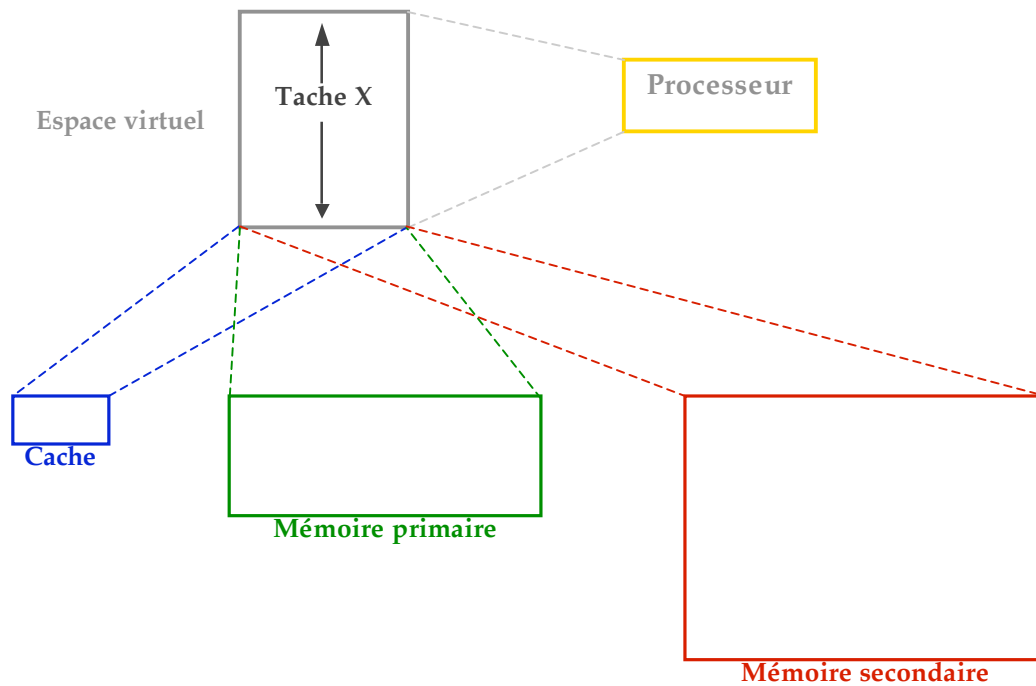 Processeur
Tache X
Espace virtuel
Cache
Mémoire primaire
Mémoire secondaire